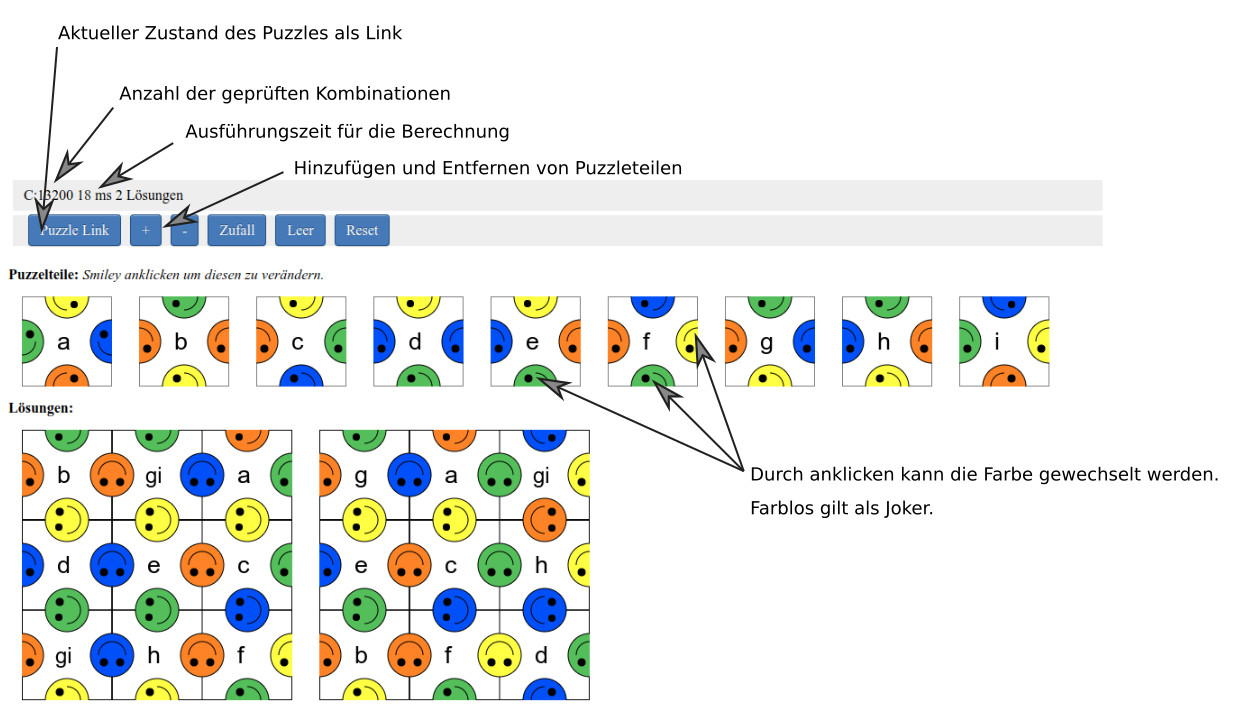 Aktueller Zustand des Puzzles als Link
Anzahl der geprüften Kombinationen
Ausführungszeit für die Berechnung
Hinzufügen und Entfernen von Puzzleteilen
C:13200 18 ms 2 Lösungen
Puzzle Link + - Zufall Leer Reset
Puzzelteile: Smiley anklicken um diesen zu verändern.
a b c d e f g h i
Lösungen:
b gi a g a gi
Durch anklicken kann die Farbe gewechselt werden.
Farblos gilt als Joker.
d e c e c h
gi h f b f d